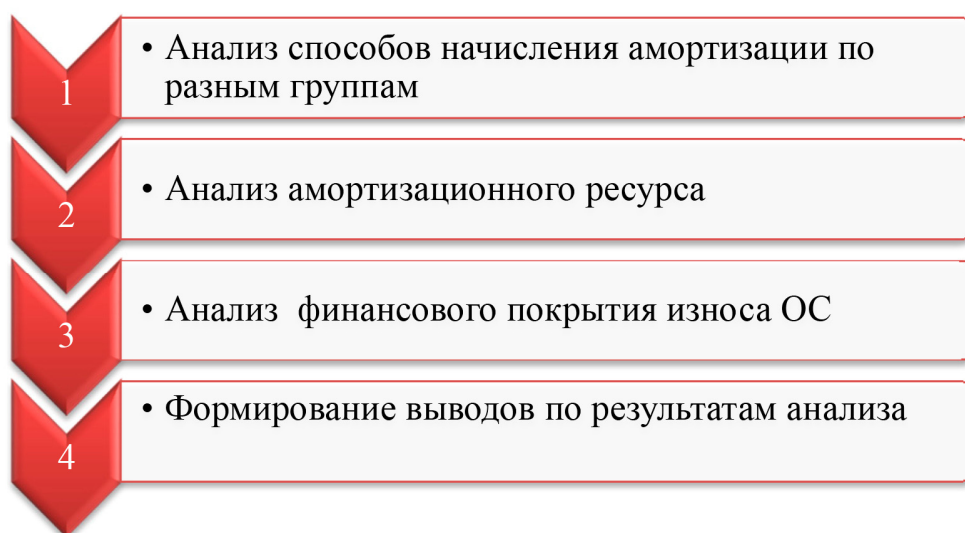 1
• Анализ способов начисления амортизации по
разным группам
2
• Анализ амортизационного ресурса
3
• Анализ финансового покрытия износа ОС
4
• Формирование выводов по результатам анализа